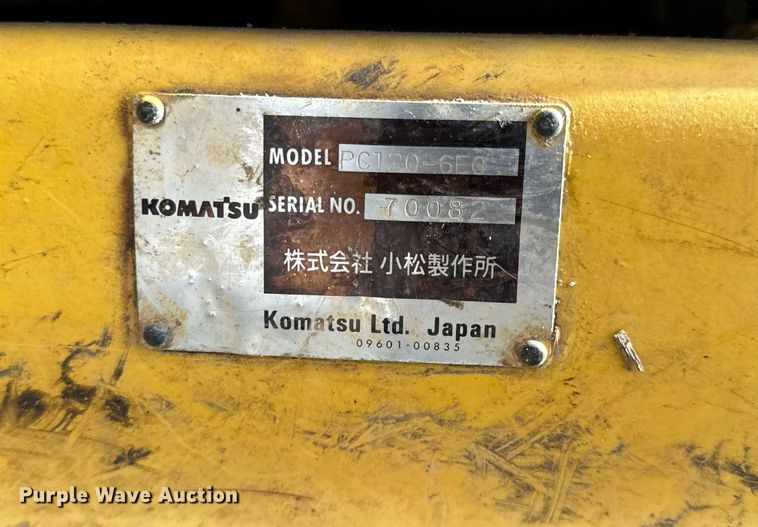 KOMATSU
MODEL PC120-6E0
SERIAL NO. 70082
株式会社 小松製作所
Komatsu Ltd. Japan
09601-00835
Purple Wave Auction